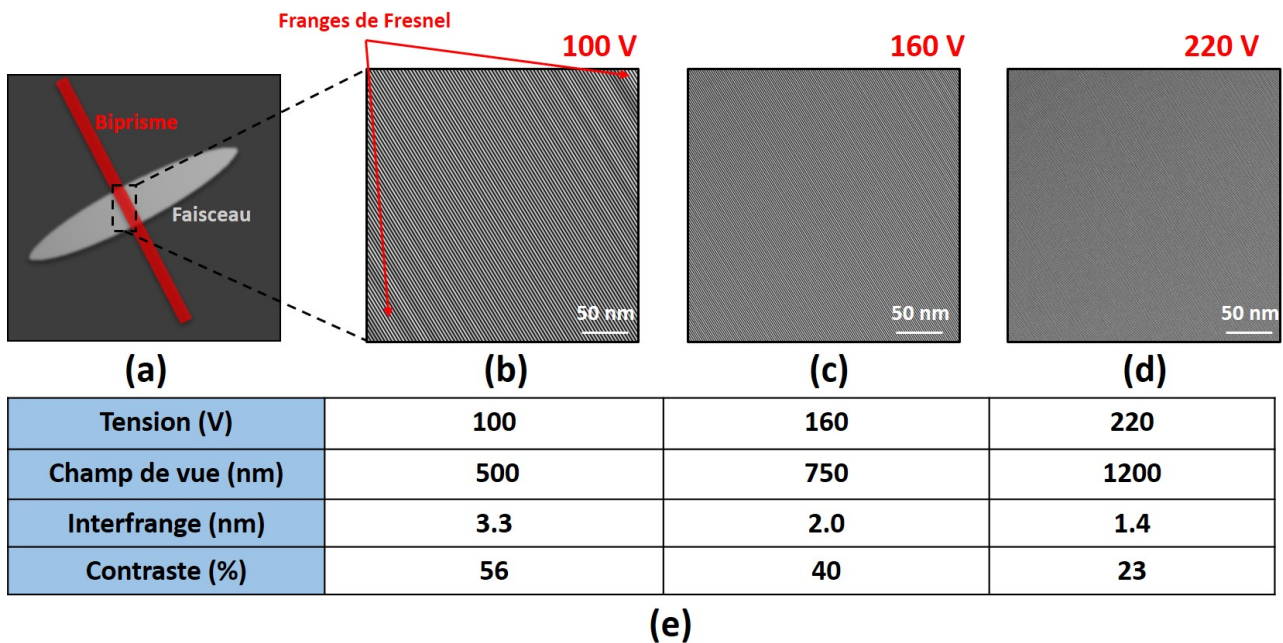 Franges de Fresnel
100 V
160 V
220 V
Biprisme
Faisceau
50 nm
50 nm
50 nm
(a)
(b)
(c)
(d)
Tension (V) 100 160 220
Champ de vue (nm) 500 750 1200
Interfrange (nm) 3.3 2.0 1.4
Contraste (%) 56 40 23
(e)